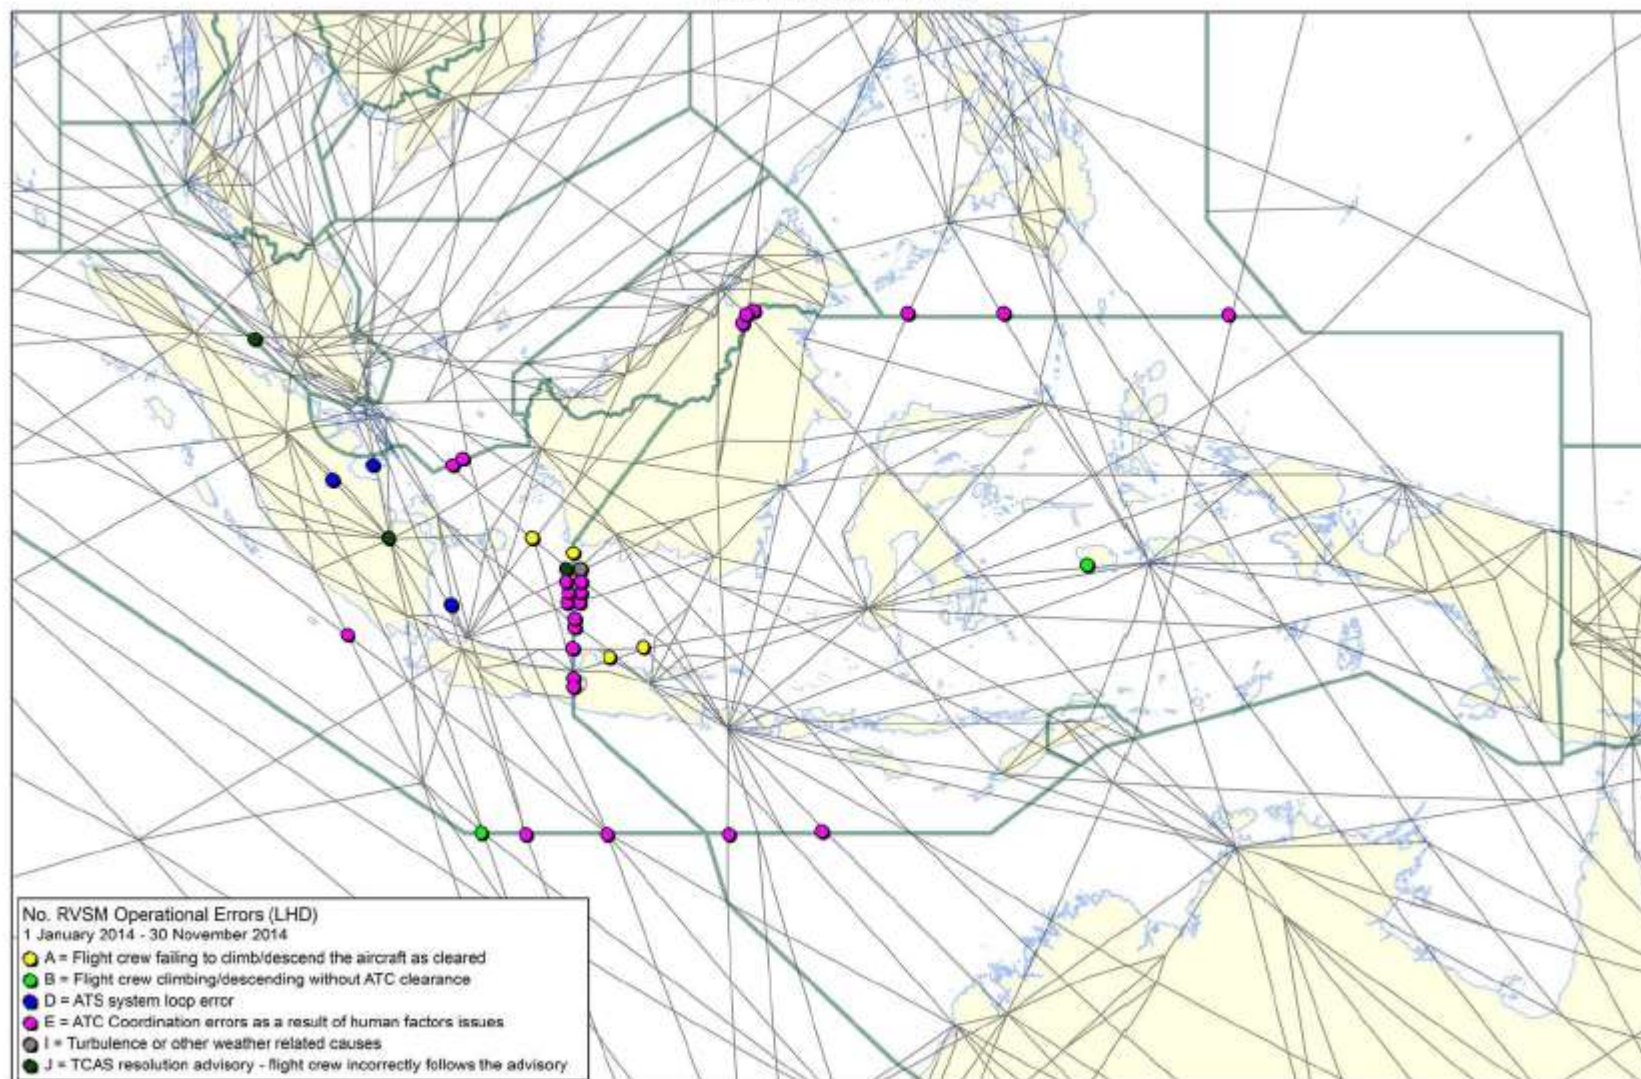 No. RVSM Operational Errors (LHD)
1 January 2014 - 30 November 2014
A = Flight crew failing to climb/descend the aircraft as cleared
B = Flight crew climbing/descending without ATC clearance
D = ATS system loop error
E = ATC Coordination errors as a result of human factors issues
I = Turbulence or other weather related causes
J = TCAS resolution advisory - flight crew incorrectly follows the advisory